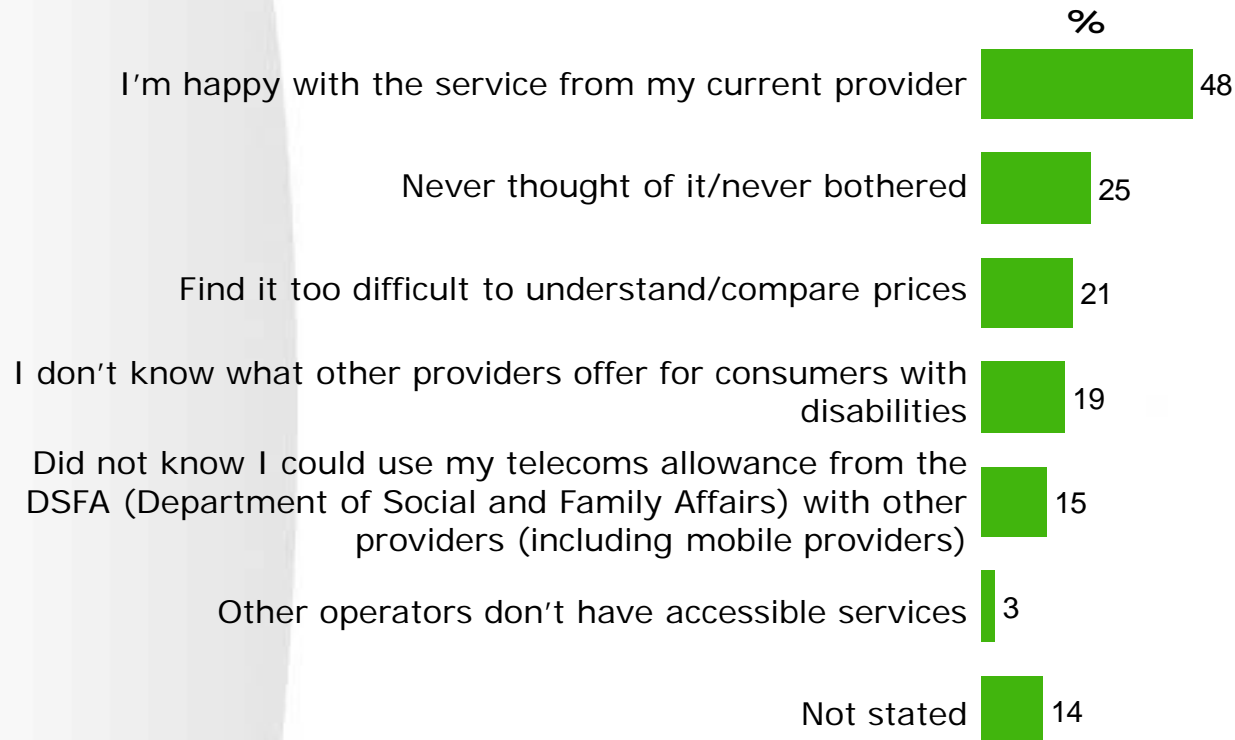 %
I'm happy with the service from my current provider 48
Never thought of it/never bothered 25
Find it too difficult to understand/compare prices 21
I don't know what other providers offer for consumers with
disabilities 19
Did not know I could use my telecoms allowance from the
DSFA (Department of Social and Family Affairs) with other 15
providers (including mobile providers)
Other operators don't have accessible services 3
Not stated 14